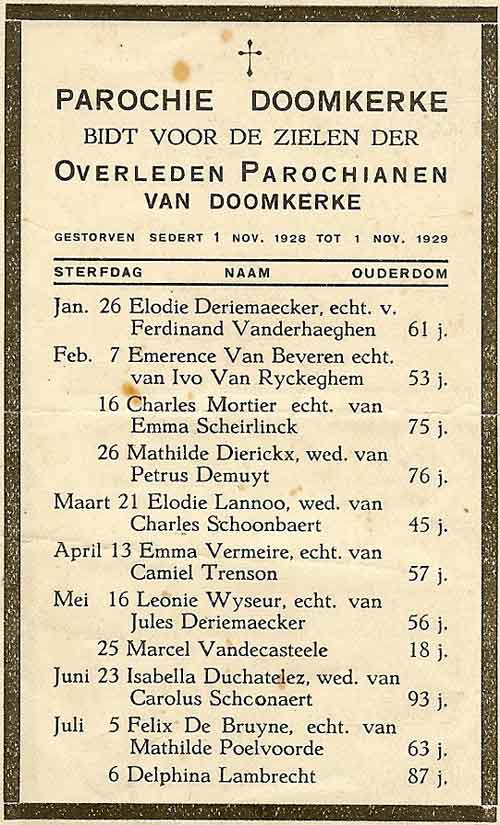 PAROCHIE DOOMKERKE
BIDT VOOR DE ZIELEN DER
OVERLEDEN PAROCHIANEN
VAN DOOMKERKE
GESTORVEN SEDERT 1 NOV. 1928 TOT 1 NOV. 1929
STERFDAG NAAM OUDERDOM
Jan. 26 Elodie Deriemaecker, echt. v.
Ferdinand Vanderhaeghen 61 j.
Feb. 7 Emerence Van Beveren echt.
van Ivo Van Ryckeghem 53 j.
16 Charles Mortier echt. van
Emma Scheirlinck 75 j.
26 Mathilde Dierickx, wed. van
Petrus Demuyt 76 j.
Maart 21 Elodie Lannoo, wed. van
Charles Schoonbaert 45 j.
April 13 Emma Vermeire, echt. van
Camiel Trenson 57 j.
Mei 16 Leonie Wyseur, echt. van
Jules Deriemaecker 56 j.
25 Marcel Vandecasteele 18 j.
Juni 23 Isabella Duchatelez, wed. van
Carolus Schoonaert 93 j.
Juli 5 Felix De Bruyne, echt. van
Mathilde Poelvoorde 63 j.
6 Delphina Lambrecht 87 j.